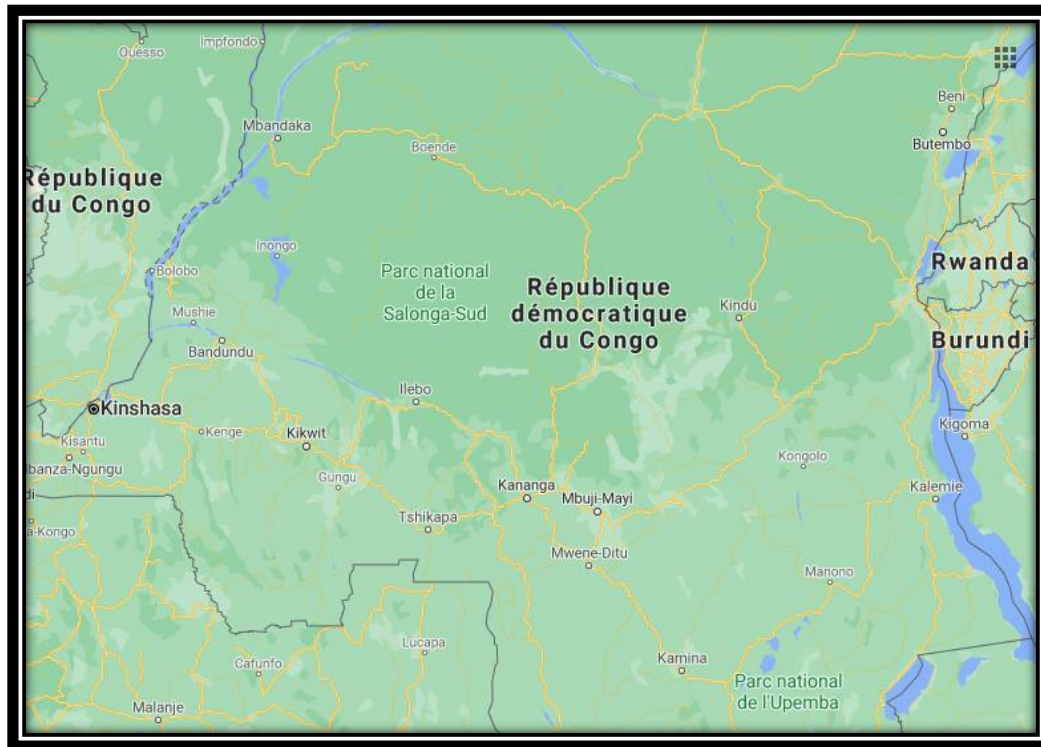 Impfondo
Ouesso
Beni
Mbandaka
Butembo
Boende
République
du Congo
Inongo
Rwanda
Bolobo
Parc national
de la
Salonga-Sud
République
démocratique
du Congo
Kindu
Mushie
Burundi
Bandundu
Ilebo
Kinshasa
Kigoma
Kenge
Kikwit
Kisantu
Kongolo
banza-Ngungu
Gungu
Kananga
Mbuji-Mayi
Kalemie
di
Tshikapa
a-Kongo
Mwene-Ditu
Manono
Lucapa
Cafunfo
Kamina
Parc national
de l'Upemba
Malanje